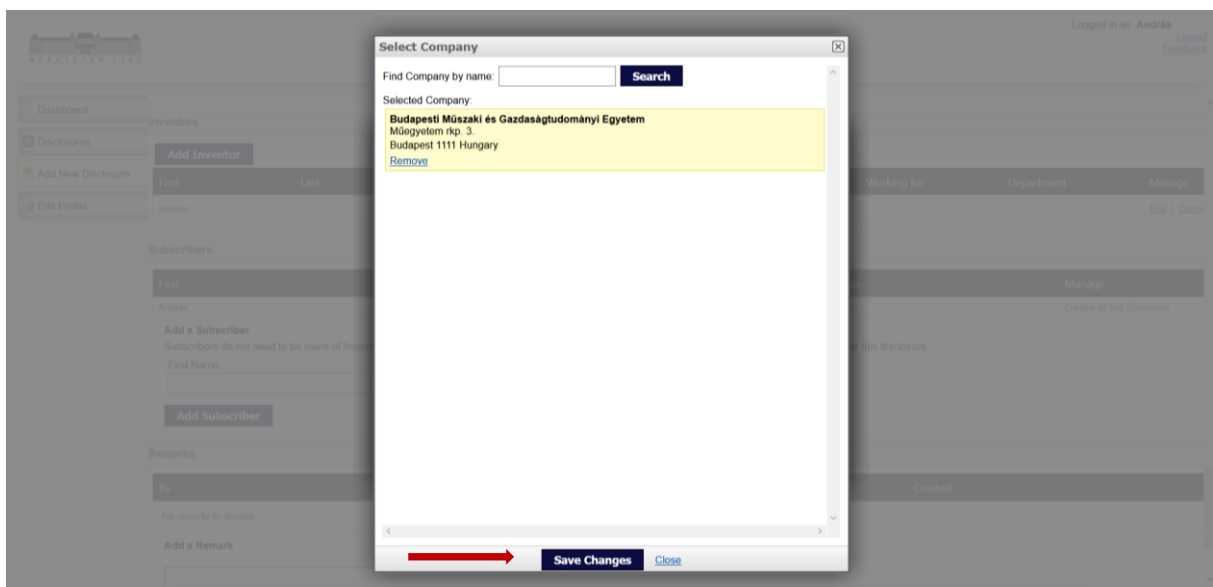 Logged in as: András
Logout
Feedback
MŰEGYETEM 1782
Select Company
Find Company by name:
Search
Selected Company:
Budapesti Műszaki és Gazdaságtudományi Egyetem
Műegyetem rkp. 3.
Budapest 1111 Hungary
Remove
Save Changes
Close
Dashboard
Disclosures
Add New Disclosure
Edit Profile
Inventors
Add Inventor
First Last Working for Department Manage
András Edit |
Subscribers
First Manage
András Creator of this Disclosure
Add a Subscriber
Subscribers do not need to be users of this disclosure.
First Name
Add Subscriber
Remarks
By Created
No remarks to display.
Add a Remark